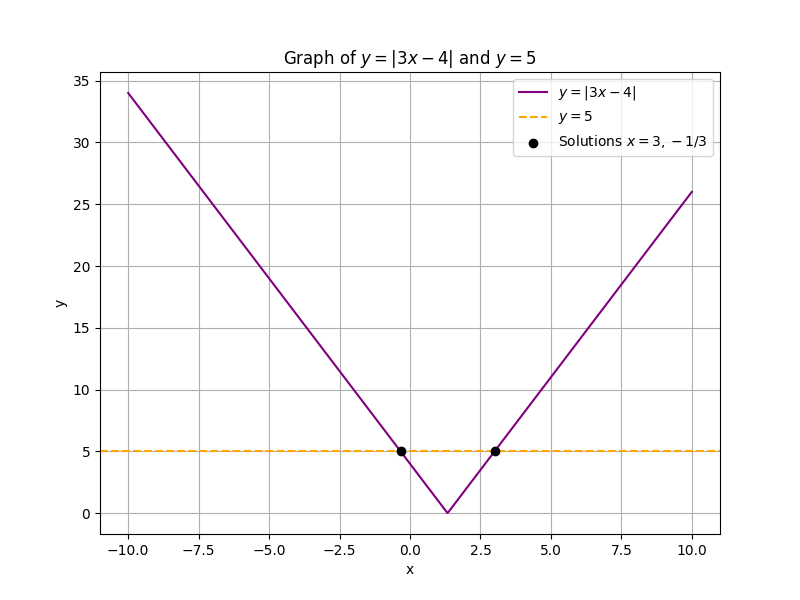 Graph of y = |3x − 4| and y = 5
y = |3x − 4|
y = 5
Solutions x = 3, − 1/3
35
30
25
20
15
10
5
0
y
−10.0 −7.5 −5.0 −2.5 0.0 2.5 5.0 7.5 10.0
x